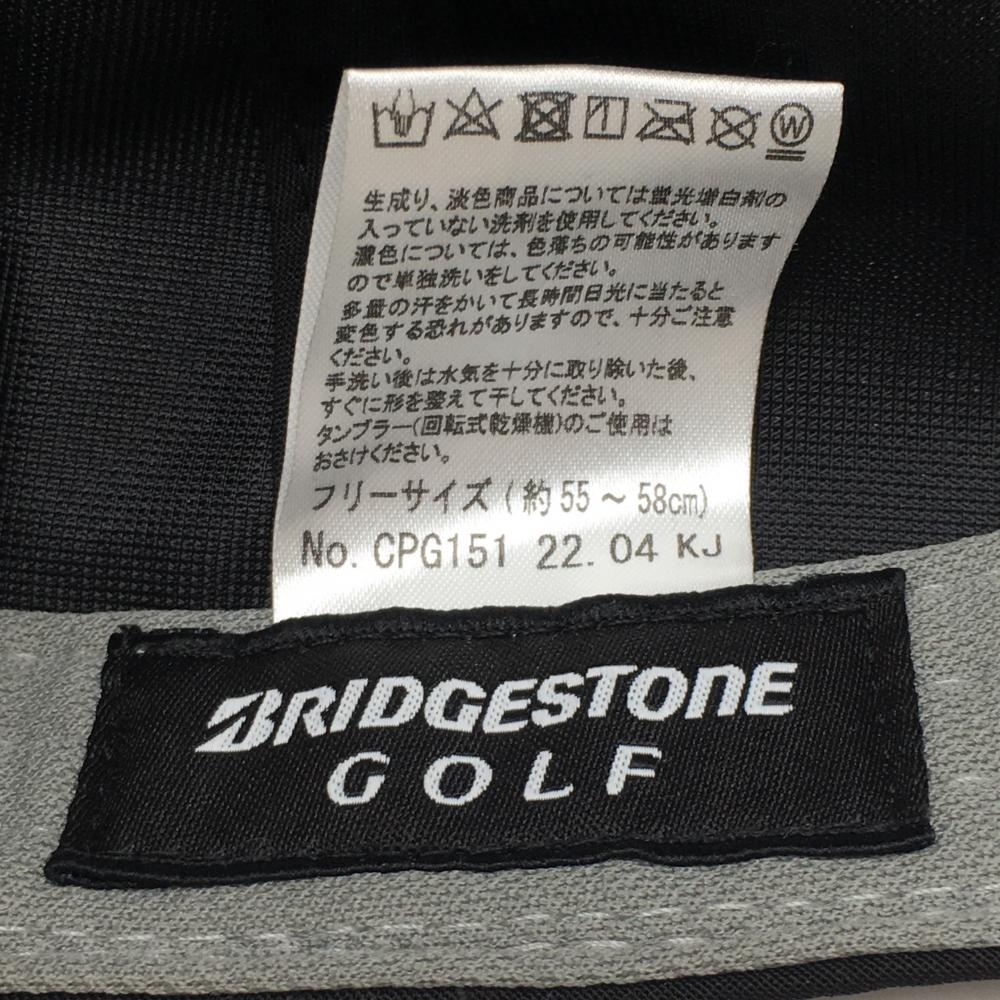 W
生成り、淡色商品については蛍光増白剤の
入っていない洗剤を使用してください。
濃色については、色落ちの可能性があります
ので単独洗いをしてください。
多量の汗をかいて長時間日光に当たると
変色する恐れがありますので、十分ご注意
ください。
手洗い後は水気を十分に取り除いた後、
すぐに形を整えて干してください。
タンブラー(回転式乾燥機)のご使用は
おさけください。
フリーサイズ(約55～58cm)
No. CPG151 22.04 KJ
BRIDGESTONE
GOLF